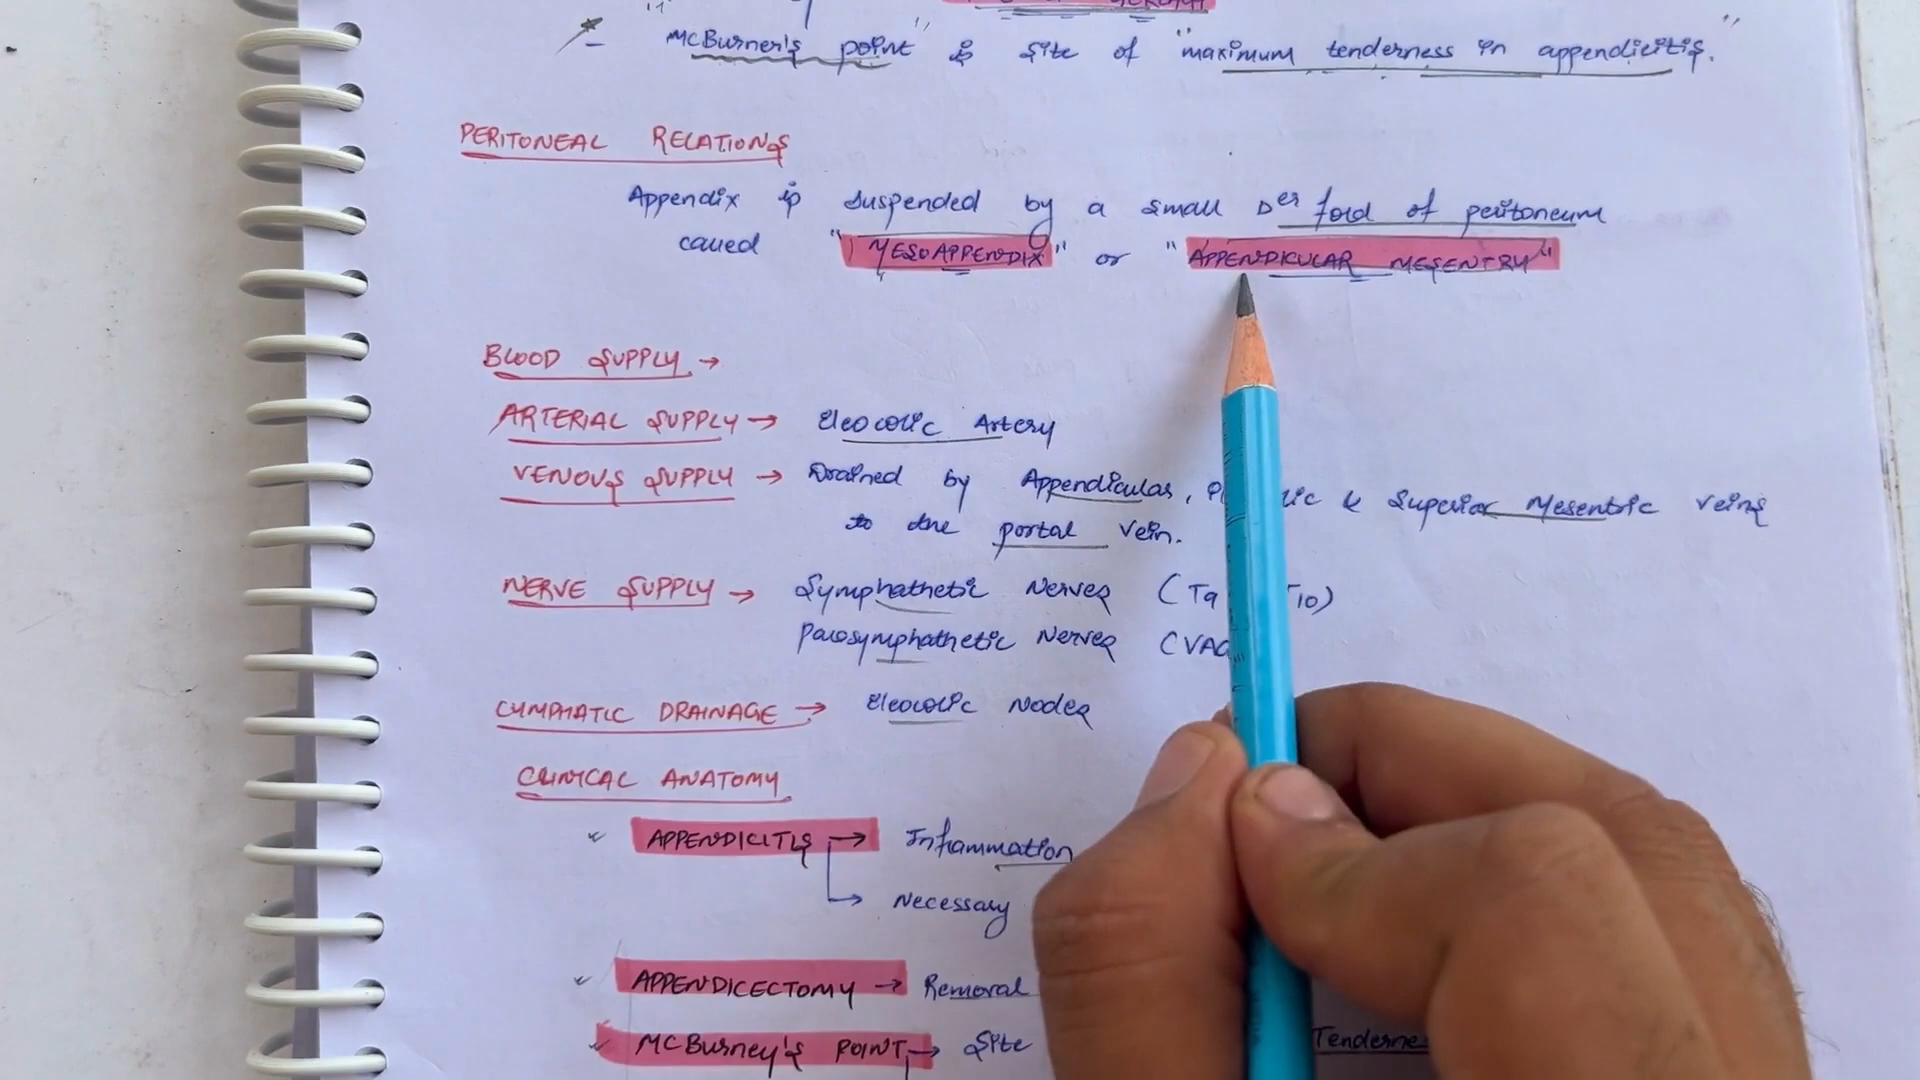 - "McBurner's point" is site of "maximum tenderness in appendicitis."
PERITONEAL RELATIONS
Appendix is suspended by a small Der fold of peritoneum
called "MESOAPPENDIX" or "APPENDICULAR MESENTRY"
BLOOD SUPPLY →
ARTERIAL SUPPLY → Ileocolic Artery
VENOUS SUPPLY → Drained by Appendicular, & Superior Mesentric veins
to the portal vein.
NERVE SUPPLY → Symphathetic Nerves (T9 T10)
Parasymphathetic Nerves (VAG
LYMPHATIC DRAINAGE → Ileocolic Nodes
CLINICAL ANATOMY
APPENDICITIS → Inflammation
→ Necessary
APPENDICECTOMY → Removal
MCBurney's POINT → Site Tenderne